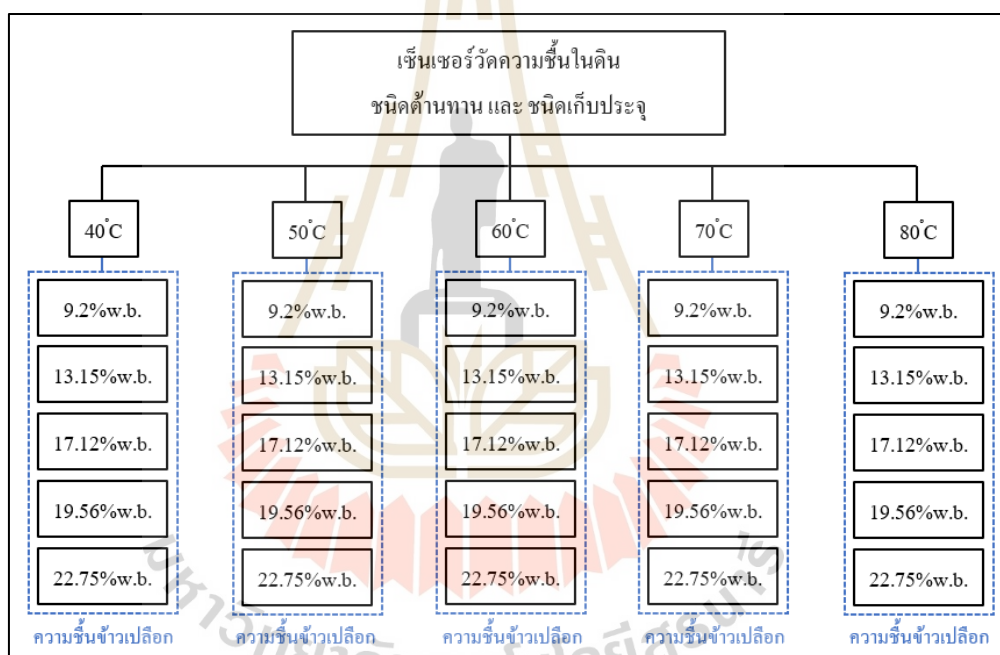 เซ็นเซอร์วัดความชื้นในดิน
ชนิดต้านทาน และ ชนิดเก็บประจุ
40°C 50°C 60°C 70°C 80°C
9.2%w.b. 9.2%w.b. 9.2%w.b. 9.2%w.b. 9.2%w.b.
13.15%w.b. 13.15%w.b. 13.15%w.b. 13.15%w.b. 13.15%w.b.
17.12%w.b. 17.12%w.b. 17.12%w.b. 17.12%w.b. 17.12%w.b.
19.56%w.b. 19.56%w.b. 19.56%w.b. 19.56%w.b. 19.56%w.b.
22.75%w.b. 22.75%w.b. 22.75%w.b. 22.75%w.b. 22.75%w.b.
ความชื้นข้าวเปลือก ความชื้นข้าวเปลือก ความชื้นข้าวเปลือก ความชื้นข้าวเปลือก ความชื้นข้าวเปลือก